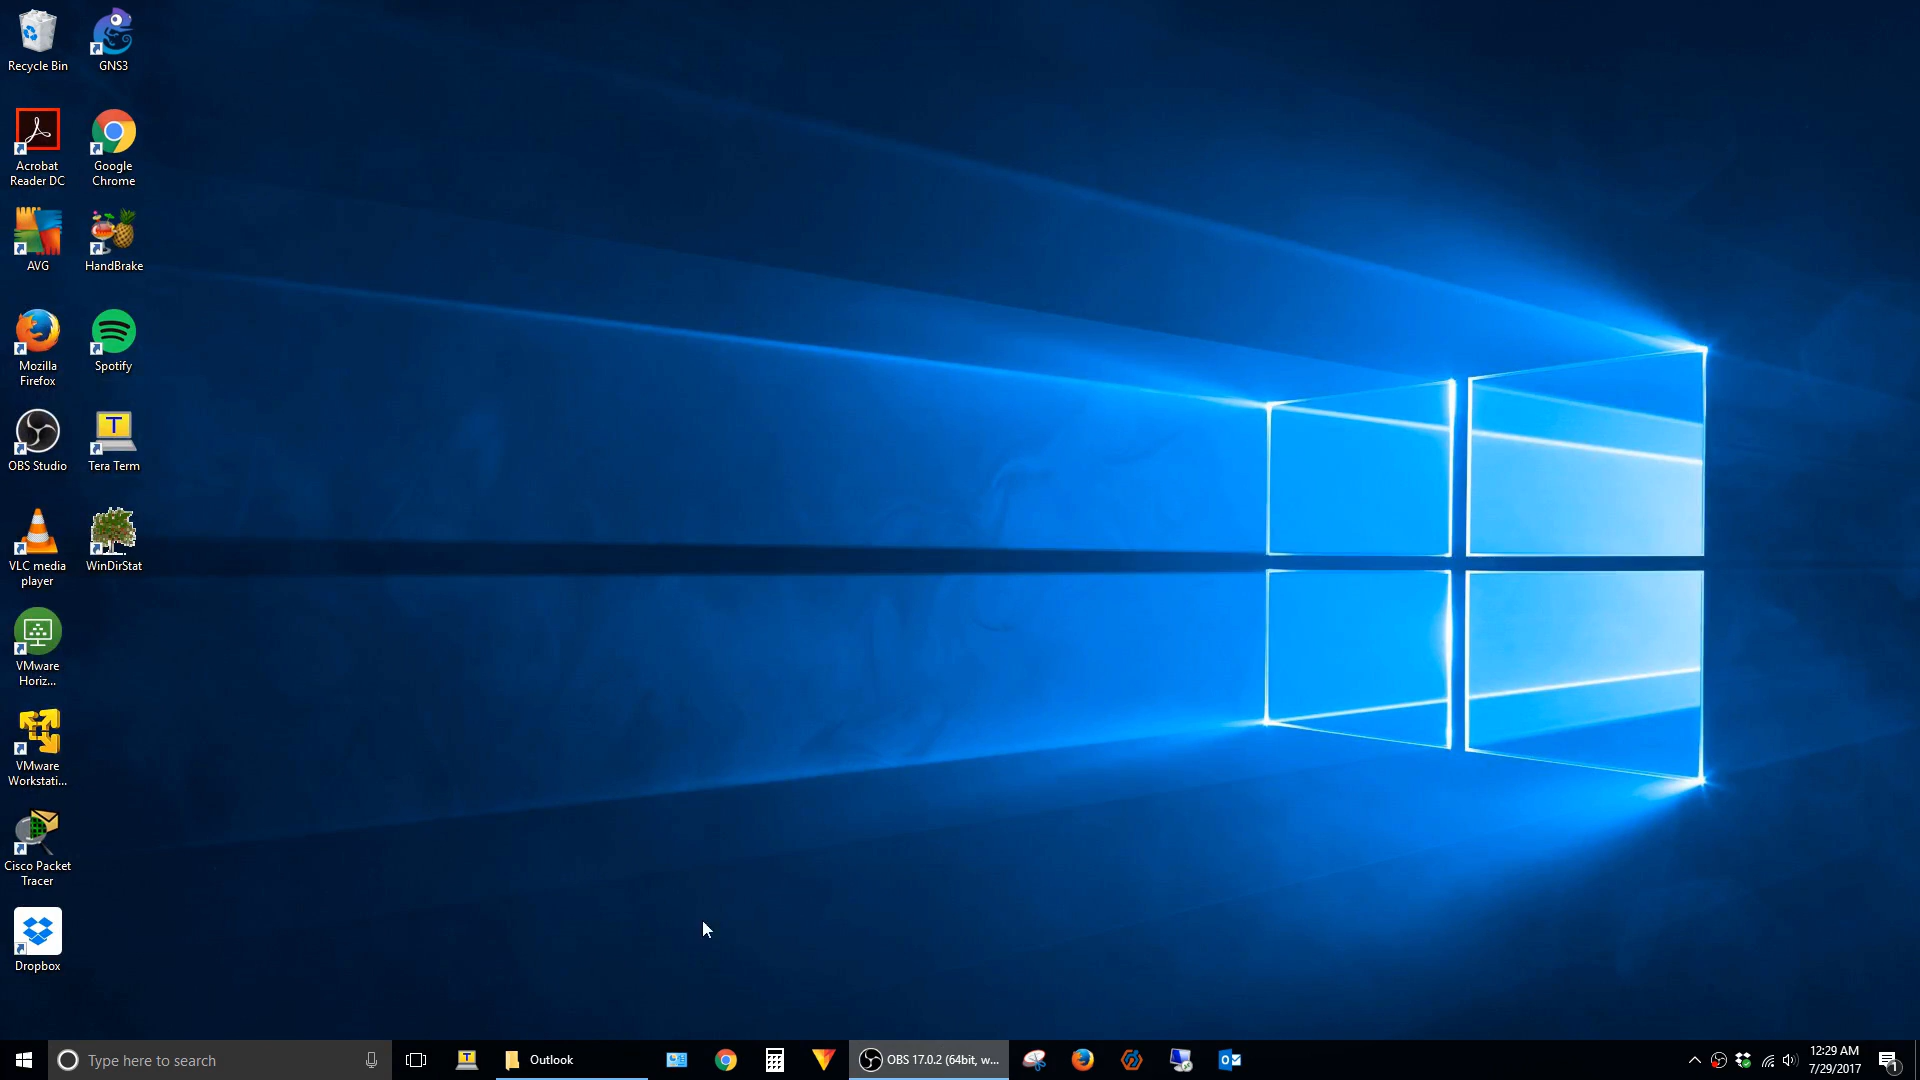 Recycle Bin
GNS3
Acrobat
Reader DC
Google
Chrome
AVG
HandBrake
Mozilla
Firefox
Spotify
OBS Studio
T
Tera Term
VLC media
player
WinDirStat
VMware
Horiz...
VMware
Workstati...
Cisco Packet
Tracer
Dropbox
Type here to search
T
Outlook
OBS 17.0.2 (64bit, w...
12:29 AM
7/29/2017
1